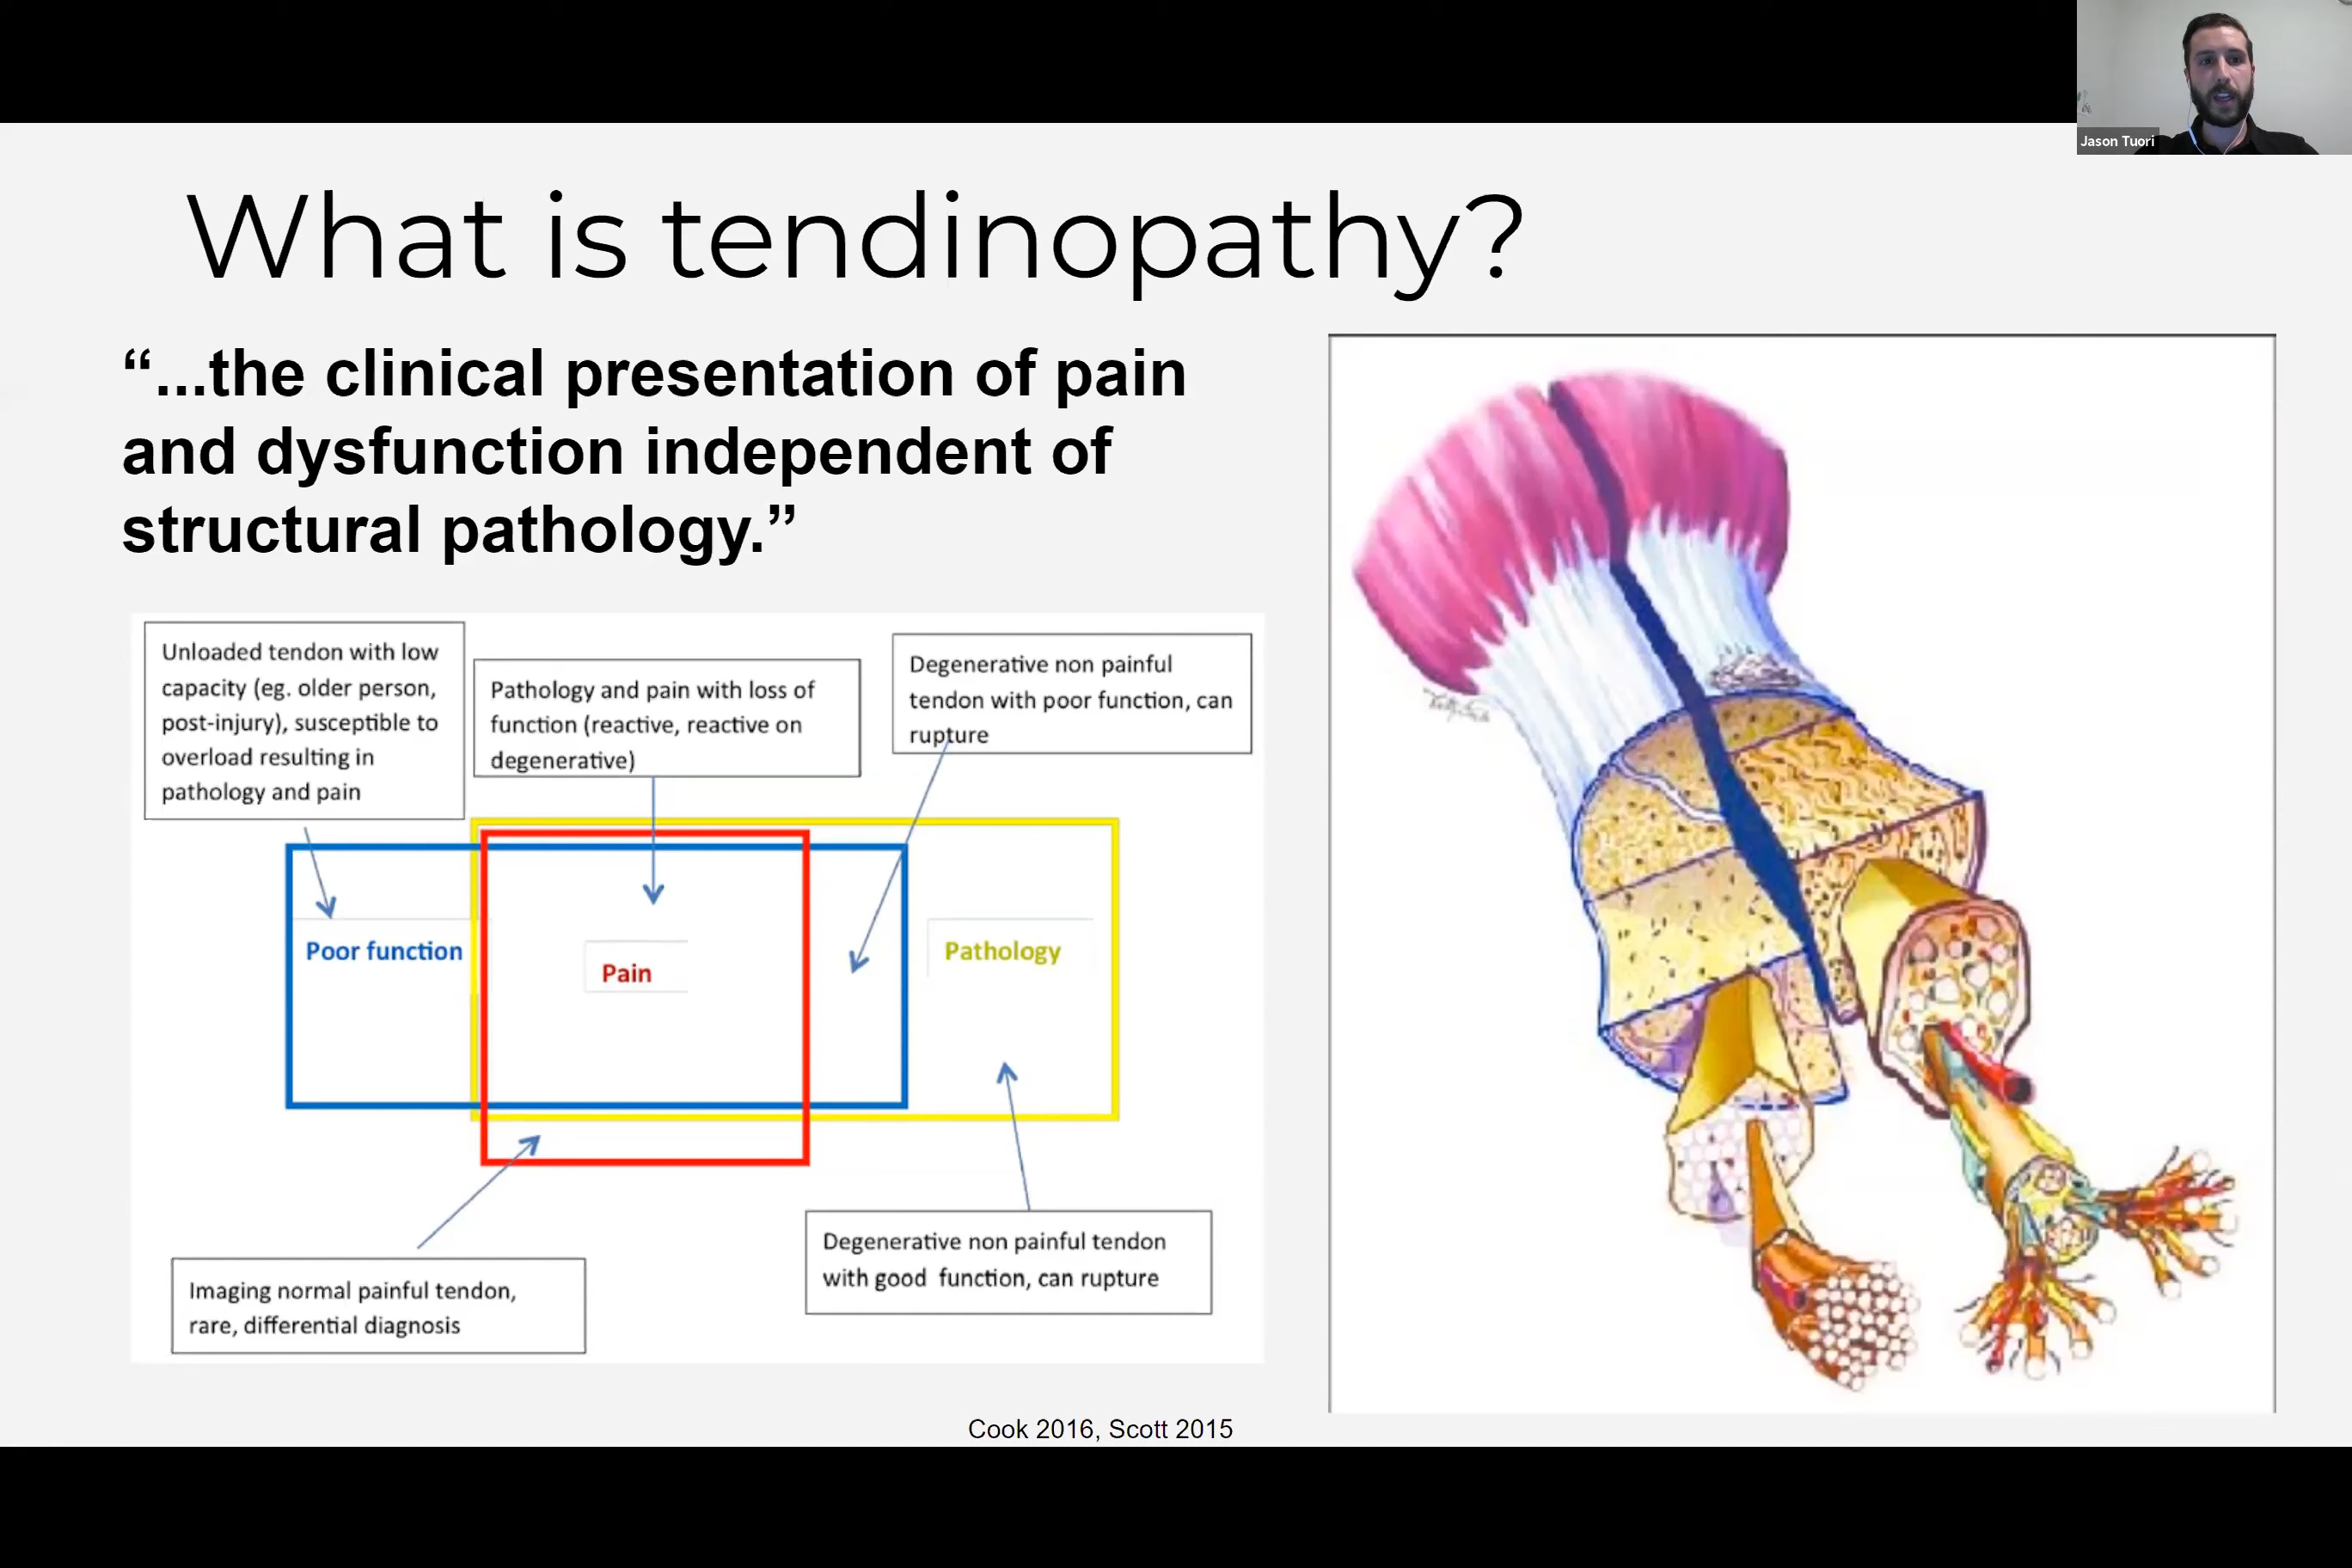 Jason Tuori
What is tendinopathy?
“...the clinical presentation of pain
and dysfunction independent of
structural pathology.”
Unloaded tendon with low
capacity (eg. older person,
post-injury), susceptible to
overload resulting in
pathology and pain
Pathology and pain with loss of
function (reactive, reactive on
degenerative)
Degenerative non painful
tendon with poor function, can
rupture
Poor function
Pain
Pathology
Imaging normal painful tendon,
rare, differential diagnosis
Degenerative non painful tendon
with good function, can rupture
Cook 2016, Scott 2015